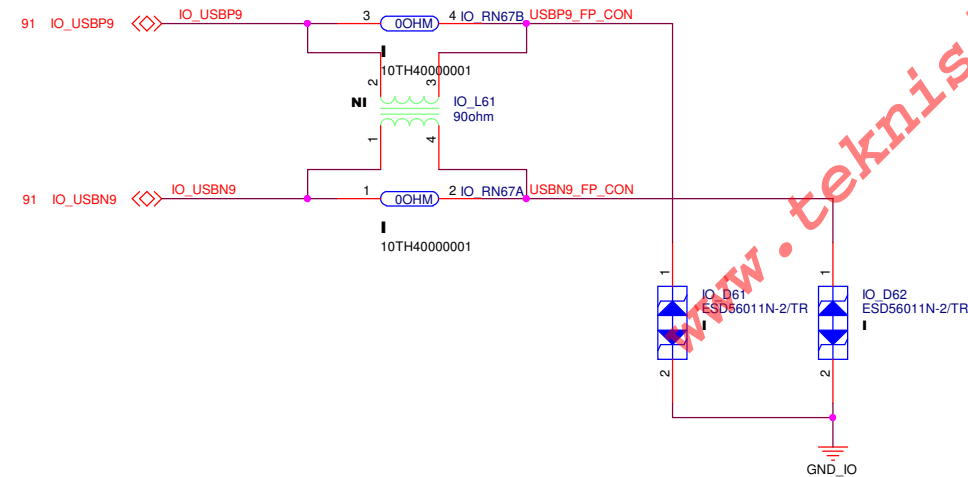 91 IO_USBP9
IO_USBP9
3
0OHM
4
IO_RN67B
USBP9_FP_CON
I
10TH40000001
2
3
NI
IO_L61
90ohm
1
4
91 IO_USBN9
IO_USBN9
1
0OHM
2
IO_RN67A
USBN9_FP_CON
I
10TH40000001
1
IO_D61
ESD56011N-2/TR
I
2
1
IO_D62
ESD56011N-2/TR
I
2
GND_IO
www.teknis